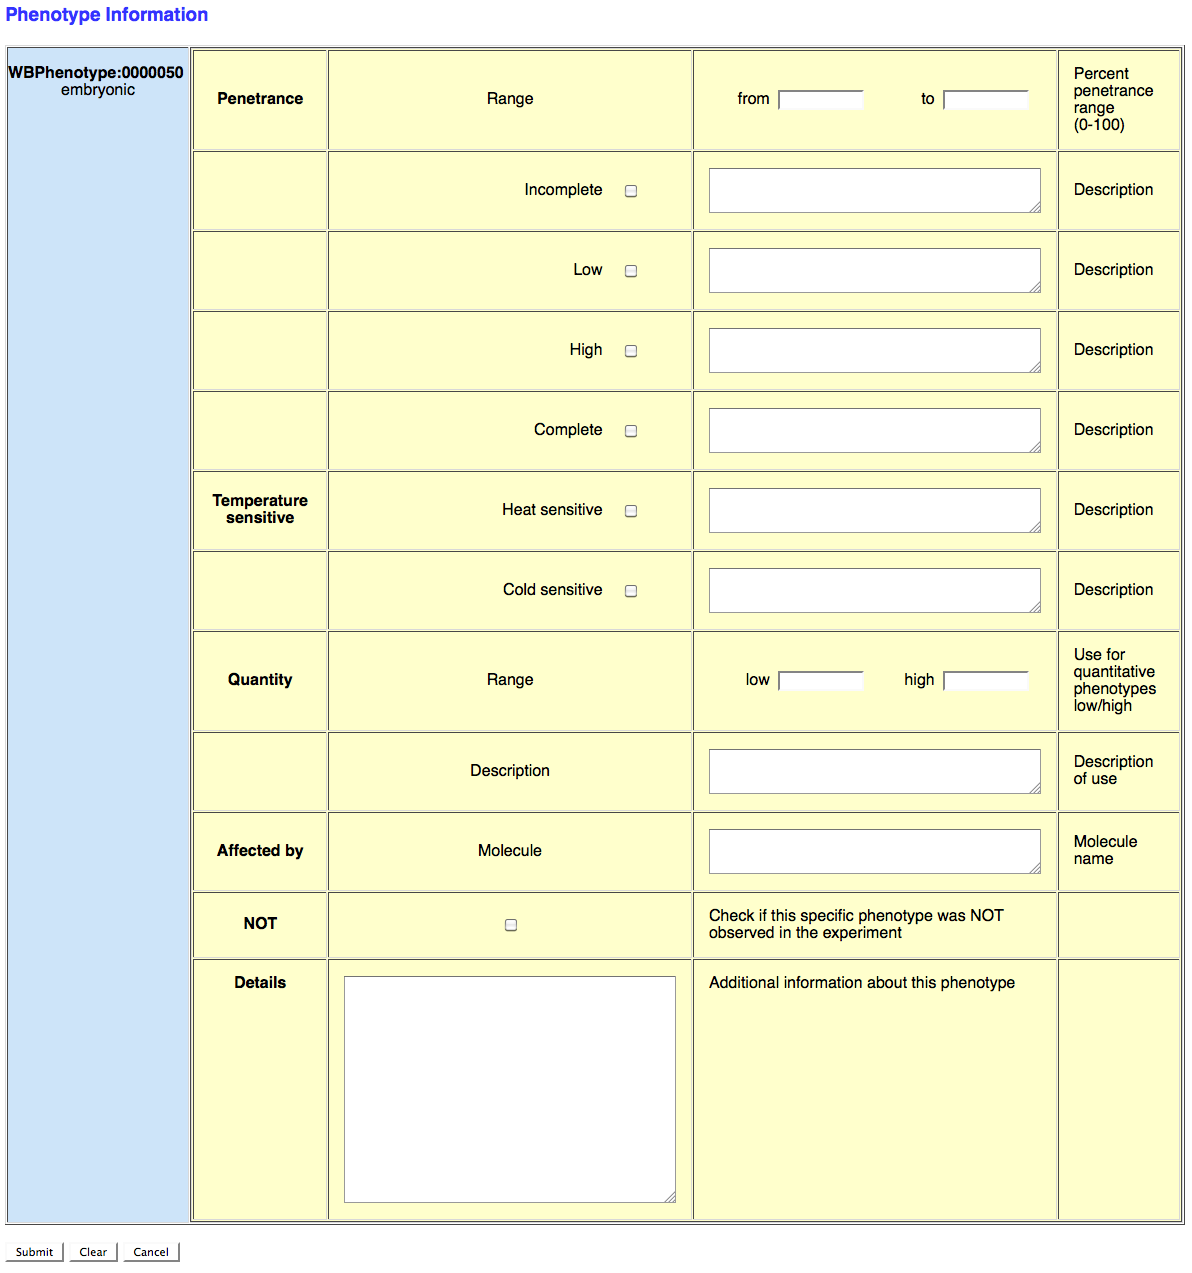 Phenotype Information
WBPhenotype:0000050
embryonic
Penetrance
Range
from
to
Percent
penetrance
range
(0-100)
Incomplete
Description
Low
Description
High
Description
Complete
Description
Temperature
sensitive
Heat sensitive
Description
Cold sensitive
Description
Quantity
Range
low
high
Use for
quantitative
phenotypes
low/high
Description
Description
of use
Affected by
Molecule
Molecule
name
NOT
Check if this specific phenotype was NOT
observed in the experiment
Details
Additional information about this phenotype
Submit
Clear
Cancel